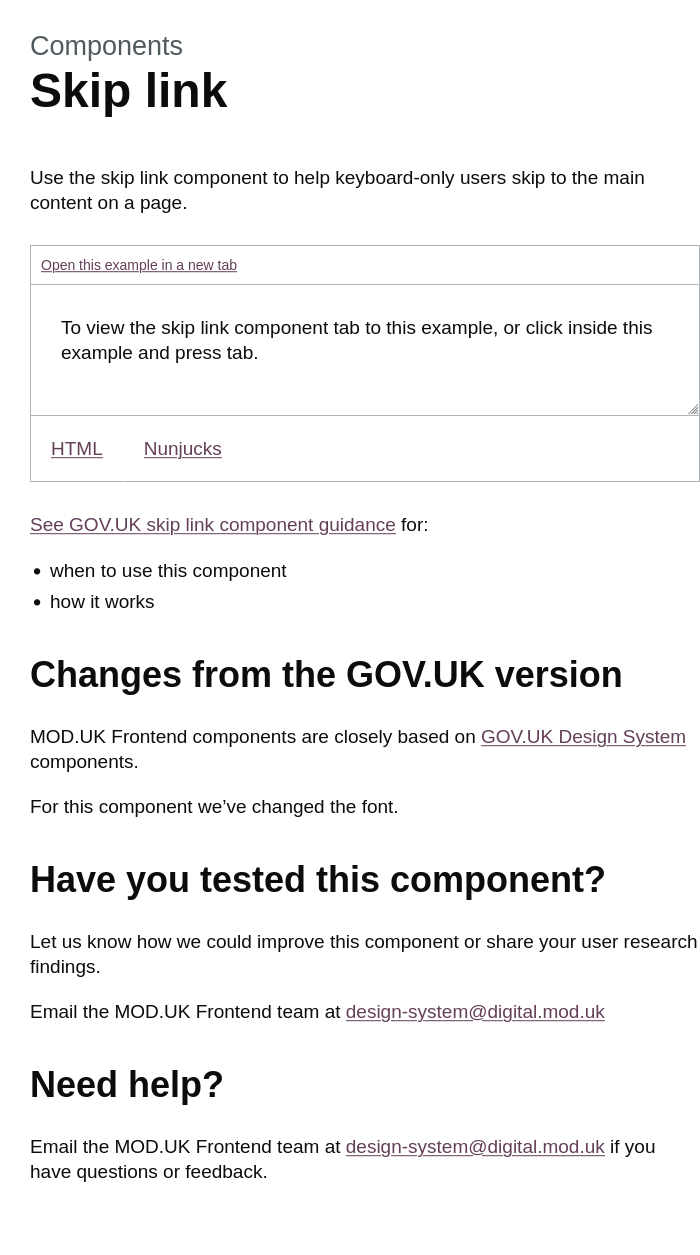 Components
Skip link
Use the skip link component to help keyboard-only users skip to the main
content on a page.
Open this example in a new tab
To view the skip link component tab to this example, or click inside this
example and press tab.
HTML Nunjucks
See GOV.UK skip link component guidance for:
• when to use this component
• how it works
Changes from the GOV.UK version
MOD.UK Frontend components are closely based on GOV.UK Design System
components.
For this component we’ve changed the font.
Have you tested this component?
Let us know how we could improve this component or share your user research
findings.
Email the MOD.UK Frontend team at design-system@digital.mod.uk
Need help?
Email the MOD.UK Frontend team at design-system@digital.mod.uk if you
have questions or feedback.